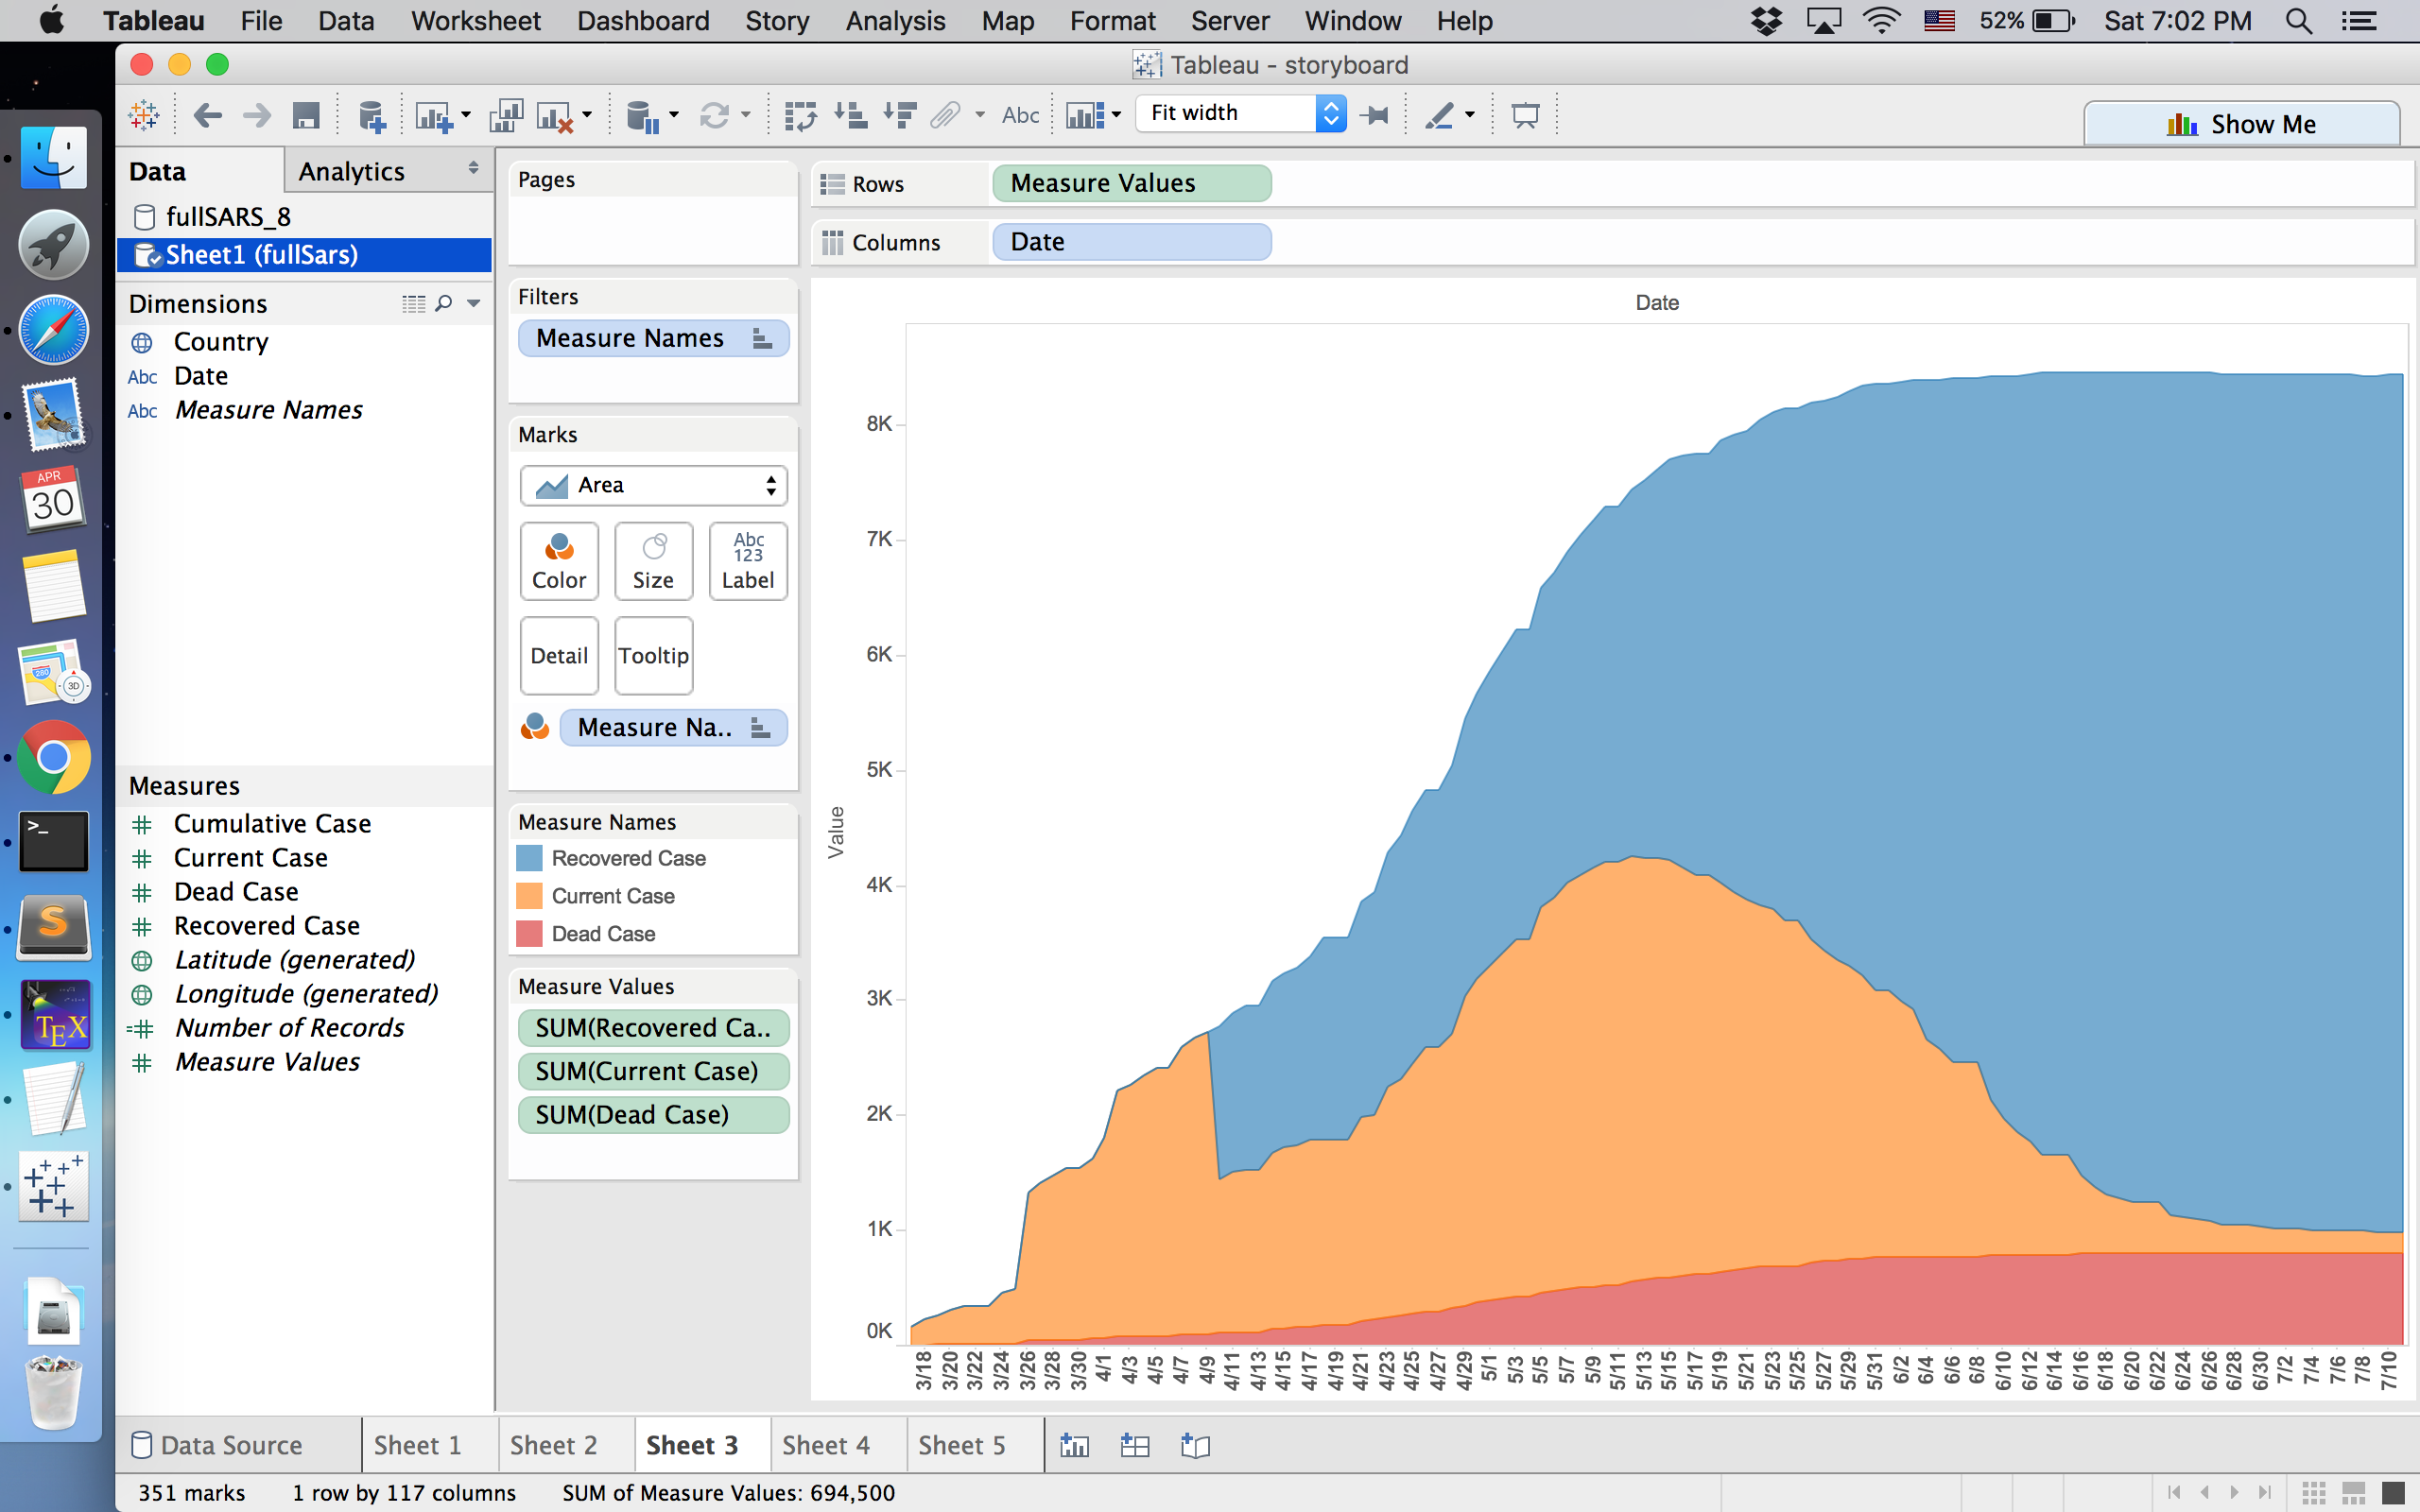 Tableau File Data Worksheet Dashboard Story Analysis Map Format Server Window Help 52% Sat 7:02 PM
Tableau - storyboard
Abc Fit width Show Me
Data Analytics
fullSARS_8
Sheet1 (fullSars)
Dimensions
Country
Abc Date
Abc Measure Names
Measures
Cumulative Case
Current Case
Dead Case
Recovered Case
Latitude (generated)
Longitude (generated)
Number of Records
Measure Values
Pages
Filters
Measure Names
Marks
Area
Color
Size
Abc
123
Label
Detail
Tooltip
Measure Na..
Measure Names
Recovered Case
Current Case
Dead Case
Measure Values
SUM(Recovered Ca..
SUM(Current Case)
SUM(Dead Case)
Rows Measure Values
Columns Date
Date
8K
7K
6K
5K
4K
3K
2K
1K
0K
Value
3/18 3/20 3/22 3/24 3/26 3/28 3/30 4/1 4/3 4/5 4/7 4/9 4/11 4/13 4/15 4/17 4/19 4/21 4/23 4/25 4/27 4/29 5/1 5/3 5/5 5/7 5/9 5/11 5/13 5/15 5/17 5/19 5/21 5/23 5/25 5/27 5/29 5/31 6/2 6/4 6/6 6/8 6/10 6/12 6/14 6/16 6/18 6/20 6/22 6/24 6/26 6/28 6/30 7/2 7/4 7/6 7/8 7/10
Data Source Sheet 1 Sheet 2 Sheet 3 Sheet 4 Sheet 5
351 marks 1 row by 117 columns SUM of Measure Values: 694,500
APR
30
280
3D
>_
S
TEX